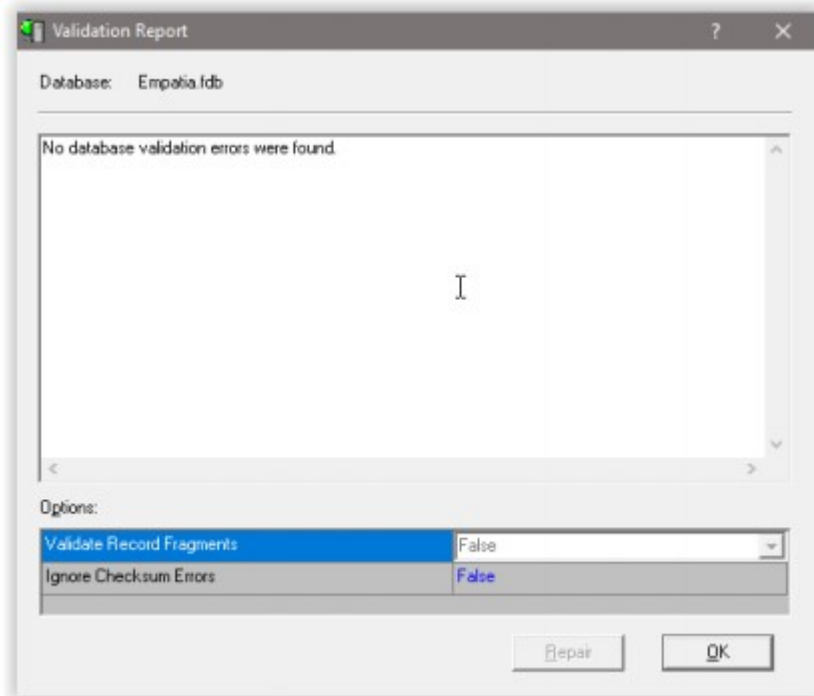 Validation Report
Database: Empatia.fdb
No database validation errors were found.
Options:
Validate Record Fragments False
Ignore Checksum Errors False
Repair OK